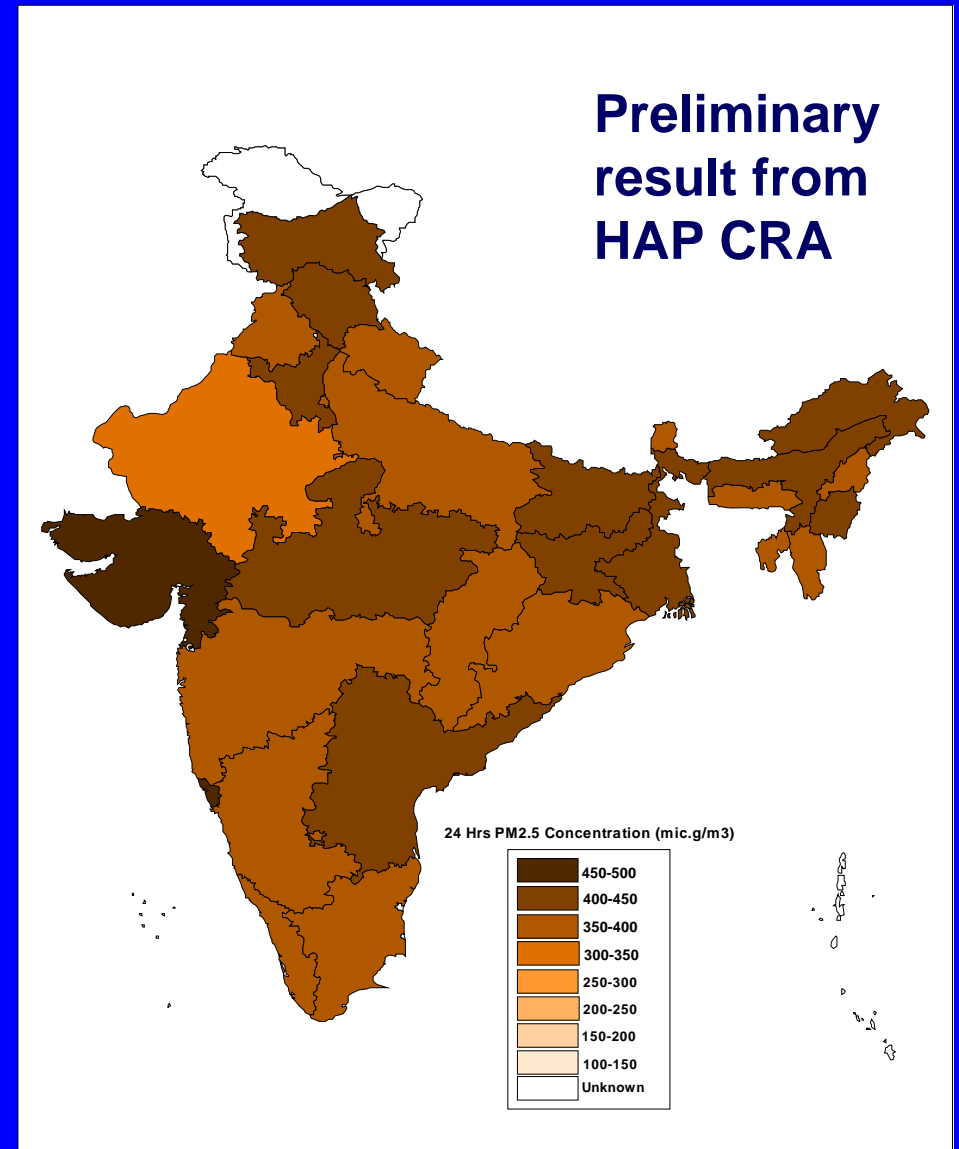 Preliminary
result from
HAP CRA
24 Hrs PM2.5 Concentration (mic.g/m3)
450-500
400-450
350-400
300-350
250-300
200-250
150-200
100-150
Unknown